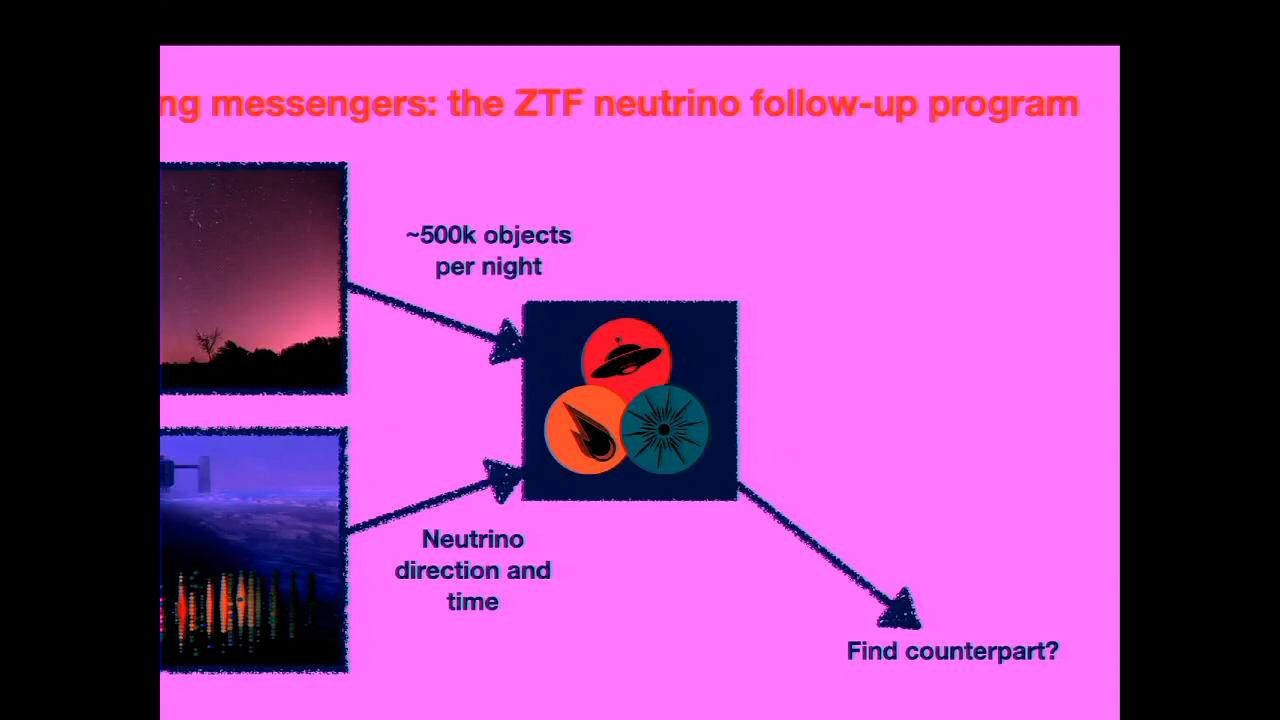 ng messengers: the ZTF neutrino follow-up program
~500k objects
per night
Neutrino
direction and
time
Find counterpart?